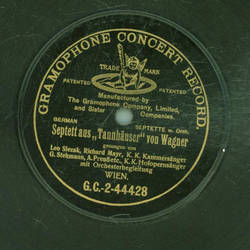 GRAMOPHONE CONCERT RECORD.
TRADE MARK
PATENTED PATENTED
Manufactured by
The Gramophone Company, Limited,
and Sister Companies.
GERMAN SEPTETTE w. Orch.
Septett aus „Tannhäuser" von Wagner
gesungen von
Leo Slezak, Richard Mayr, K. K. Kammersänger
G. Stehmann, A. Preuß etc., K. K. Hofopernsänger
mit Orchesterbegleitung
WIEN.
G.C.-2-44428